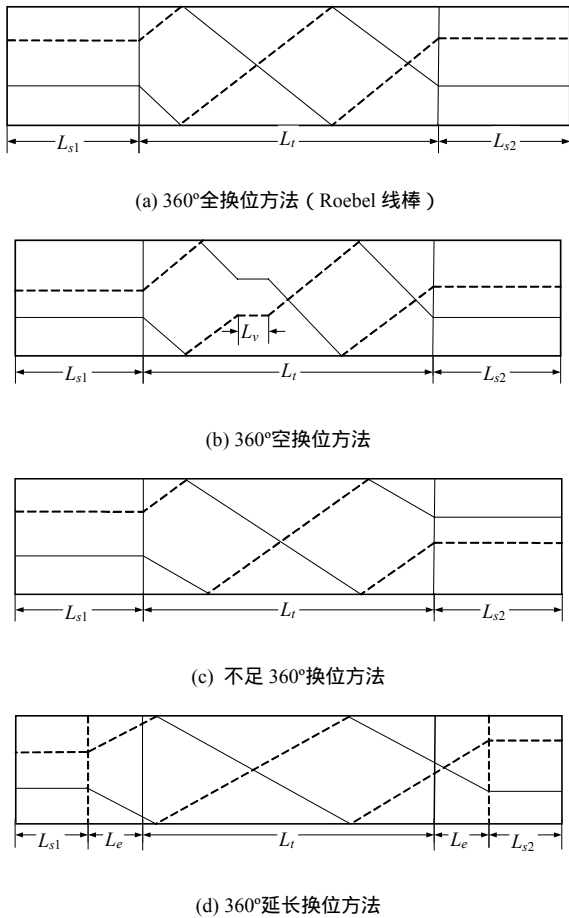 Ls1 Lt Ls2
(a) 360º全换位方法（Roebel 线棒）
Lv
Ls1 Lt Ls2
(b) 360º空换位方法
Ls1 Lt Ls2
(c) 不足 360º换位方法
Ls1 Le Lt Le Ls2
(d) 360º延长换位方法